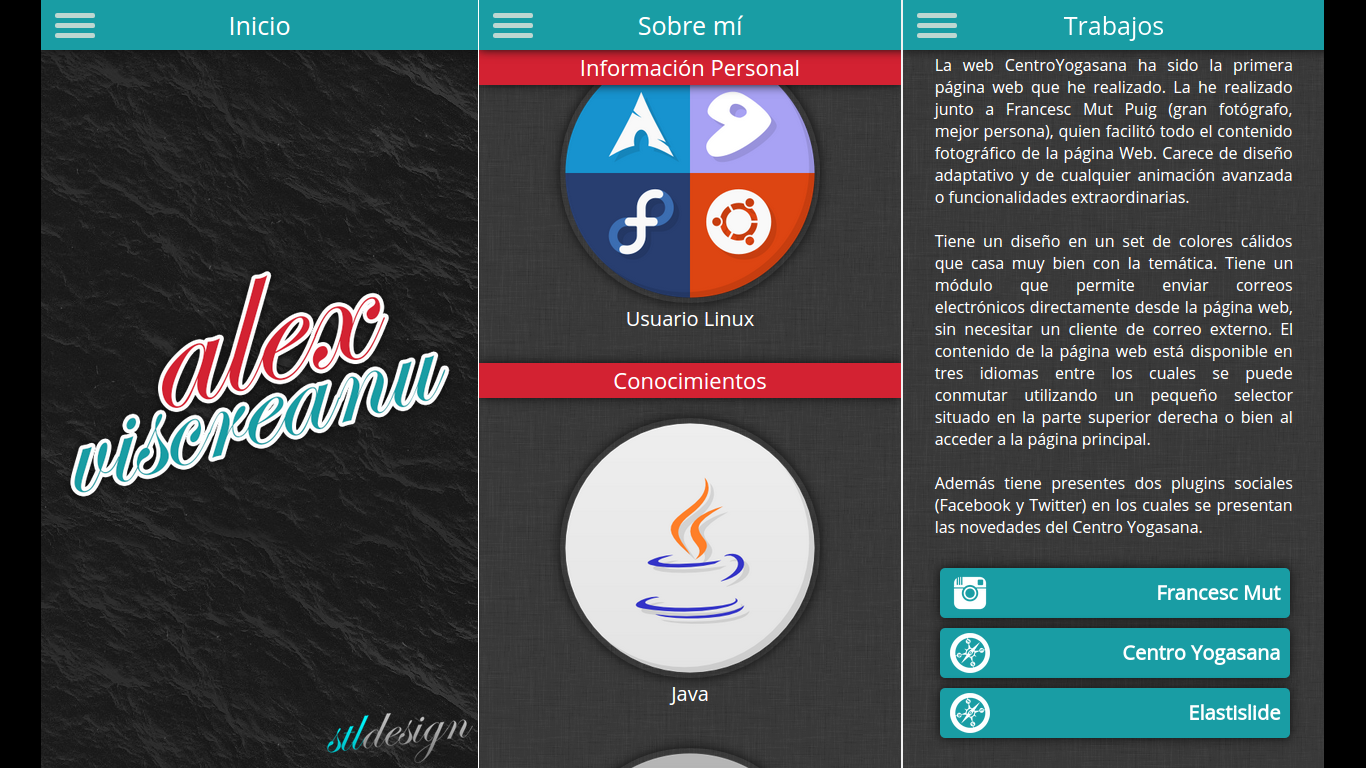 Inicio
alex
viscreanu
stldesign
Sobre mí
Información Personal
Usuario Linux
Conocimientos
Java
Trabajos
La web CentroYogasana ha sido la primera
página web que he realizado. La he realizado
junto a Francesc Mut Puig (gran fotógrafo,
mejor persona), quien facilitó todo el contenido
fotográfico de la página Web. Carece de diseño
adaptativo y de cualquier animación avanzada
o funcionalidades extraordinarias.
Tiene un diseño en un set de colores cálidos
que casa muy bien con la temática. Tiene un
módulo que permite enviar correos
electrónicos directamente desde la página web,
sin necesitar un cliente de correo externo. El
contenido de la página web está disponible en
tres idiomas entre los cuales se puede
conmutar utilizando un pequeño selector
situado en la parte superior derecha o bien al
acceder a la página principal.
Además tiene presentes dos plugins sociales
(Facebook y Twitter) en los cuales se presentan
las novedades del Centro Yogasana.
Francesc Mut
Centro Yogasana
Elastislide